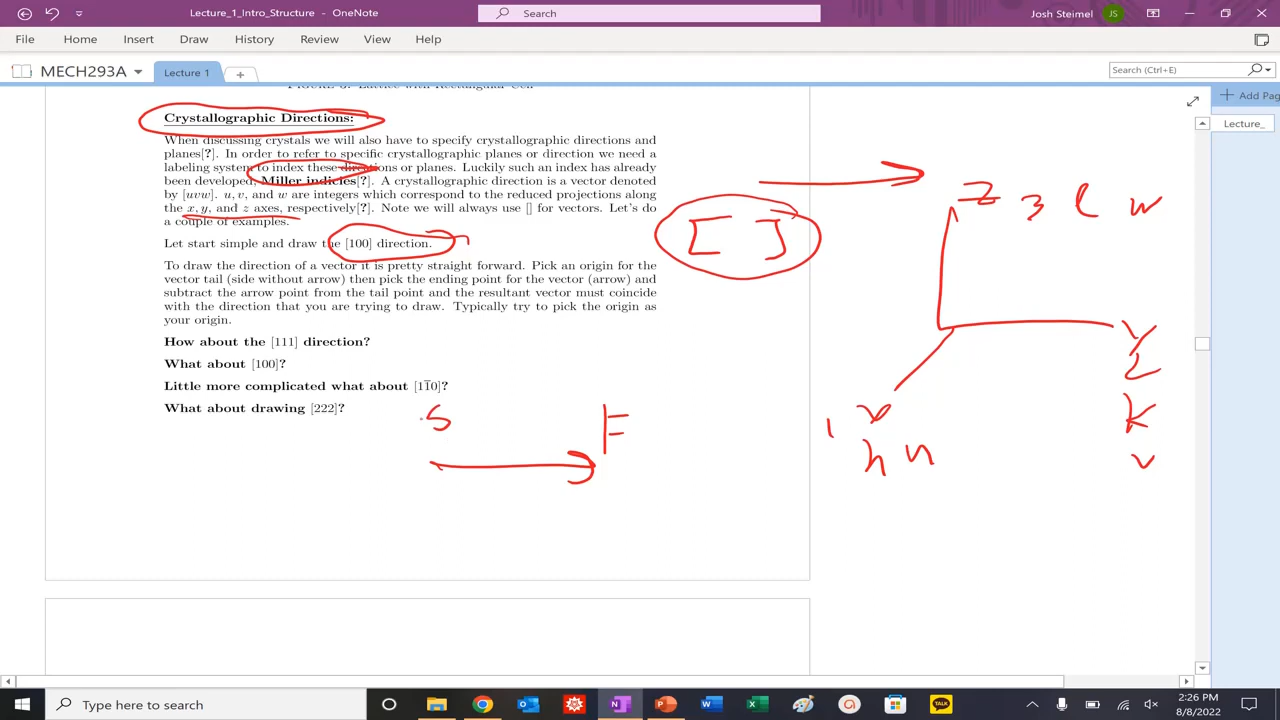 Lecture_1_Intro_Structure - OneNote
Search
Josh Steimel
JS
File Home Insert Draw History Review View Help
MECH293A
Lecture 1
Search (Ctrl+E)
Add Pag
Lecture_
Crystallographic Directions:
When discussing crystals we will also have to specify crystallographic directions and
planes[?]. In order to refer to specific crystallographic planes or direction we need a
labeling system to index these directions or planes. Luckily such an index has already
been developed, Miller indicies[?]. A crystallographic direction is a vector denoted
by [uvw]. u, v, and w are integers which correspond to the reduced projections along
the x, y, and z axes, respectively[?]. Note we will always use [] for vectors. Let's do
a couple of examples.
Let start simple and draw the [100] direction.
To draw the direction of a vector it is pretty straight forward. Pick an origin for the
vector tail (side without arrow) then pick the ending point for the vector (arrow) and
subtract the arrow point from the tail point and the resultant vector must coincide
with the direction that you are trying to draw. Typically try to pick the origin as
your origin.
How about the [111] direction?
What about [100]?
Little more complicated what about [11̅0]?
What about drawing [222]?
[ ]
z 3 l w
y
2
k
v
1 x
h u
S F
Type here to search
TALK
2:26 PM
8/8/2022